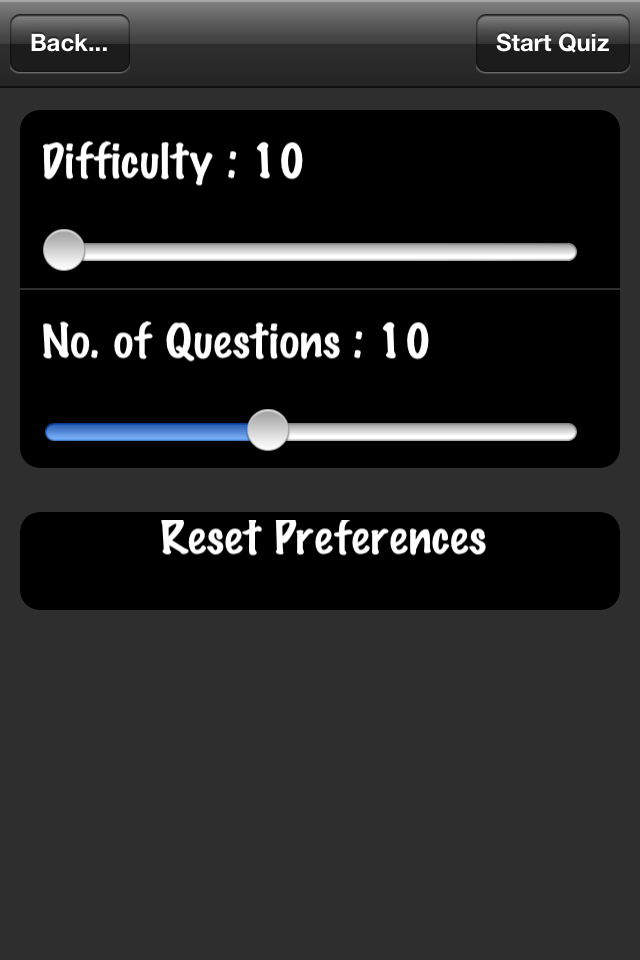 Back...
Start Quiz
Difficulty : 10
No. of Questions : 10
Reset Preferences